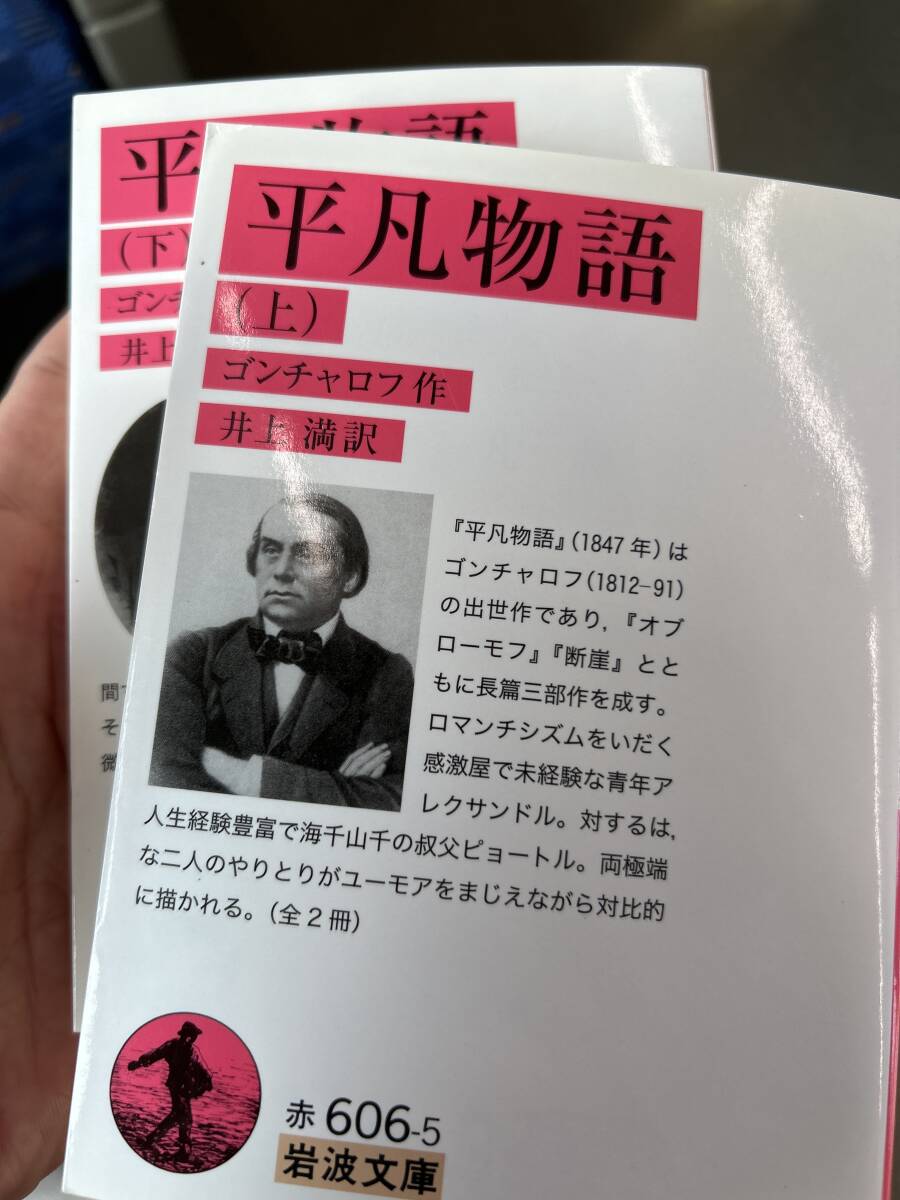 平凡物語
（上）
ゴンチャロフ作
井上 満訳
『平凡物語』（1847年）は
ゴンチャロフ（1812-91）
の出世作であり，『オブ
ローモフ』『断崖』とと
もに長篇三部作を成す。
ロマンチシズムをいだく
感激屋で未経験な青年ア
レクサンドル。対するは，
人生経験豊富で海千山千の叔父ピョートル。両極端
な二人のやりとりがユーモアをまじえながら対比的
に描かれる。（全2冊）
赤 606-5
岩波文庫
平
語
（下）
ゴン
井上
間
そ
微